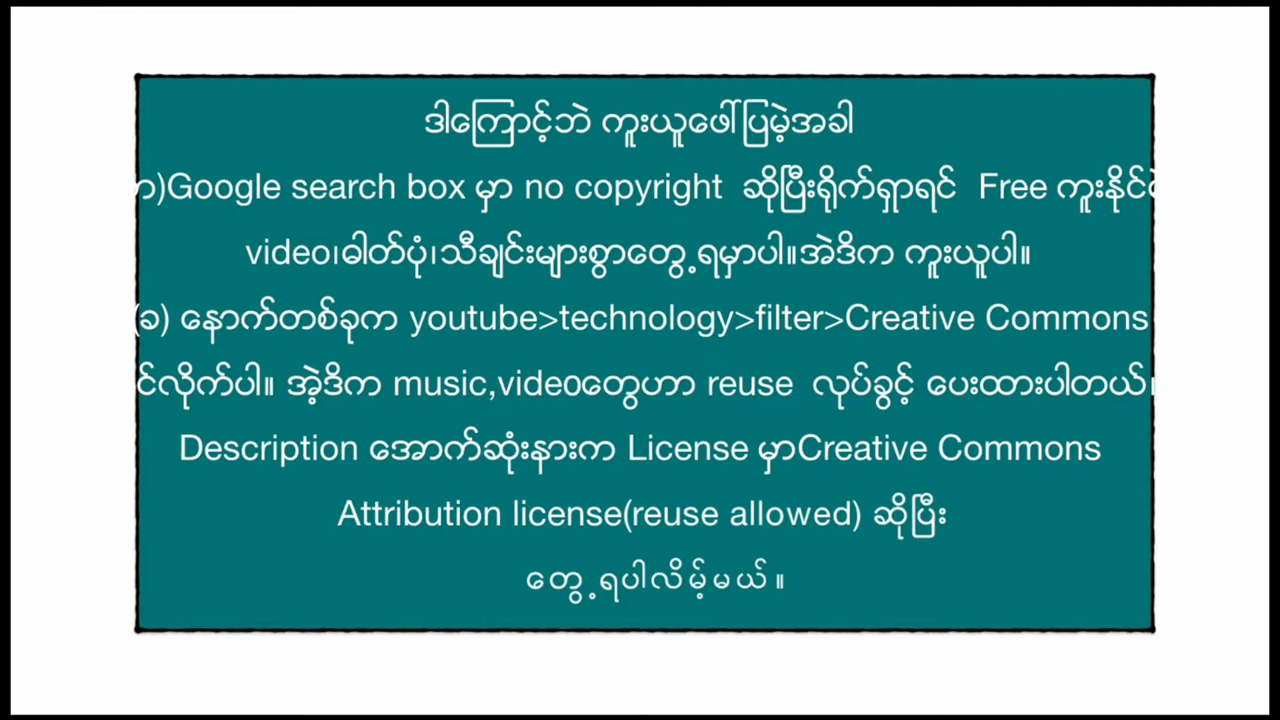 ဒါကြောင့်ဘဲ ကူးယူဖေါ်ပြမဲ့အခါ
Google search box မှာ no copyright ဆိုပြီးရိုက်ရှာရင် Free ကူးနိုင်
video၊ဓါတ်ပုံ၊သီချင်းများစွာတွေ့ရမှာပါ။အဲဒိက ကူးယူပါ။
(ခ) နောက်တစ်ခုက youtube>technology>filter>Creative Commons
င်လိုက်ပါ။ အဲ့ဒိက music,videoတွေဟာ reuse လုပ်ခွင့် ပေးထားပါတယ်။
Description အောက်ဆုံးနားက License မှာCreative Commons
Attribution license(reuse allowed) ဆိုပြီး
တွေ့ရပါလိမ့်မယ်။